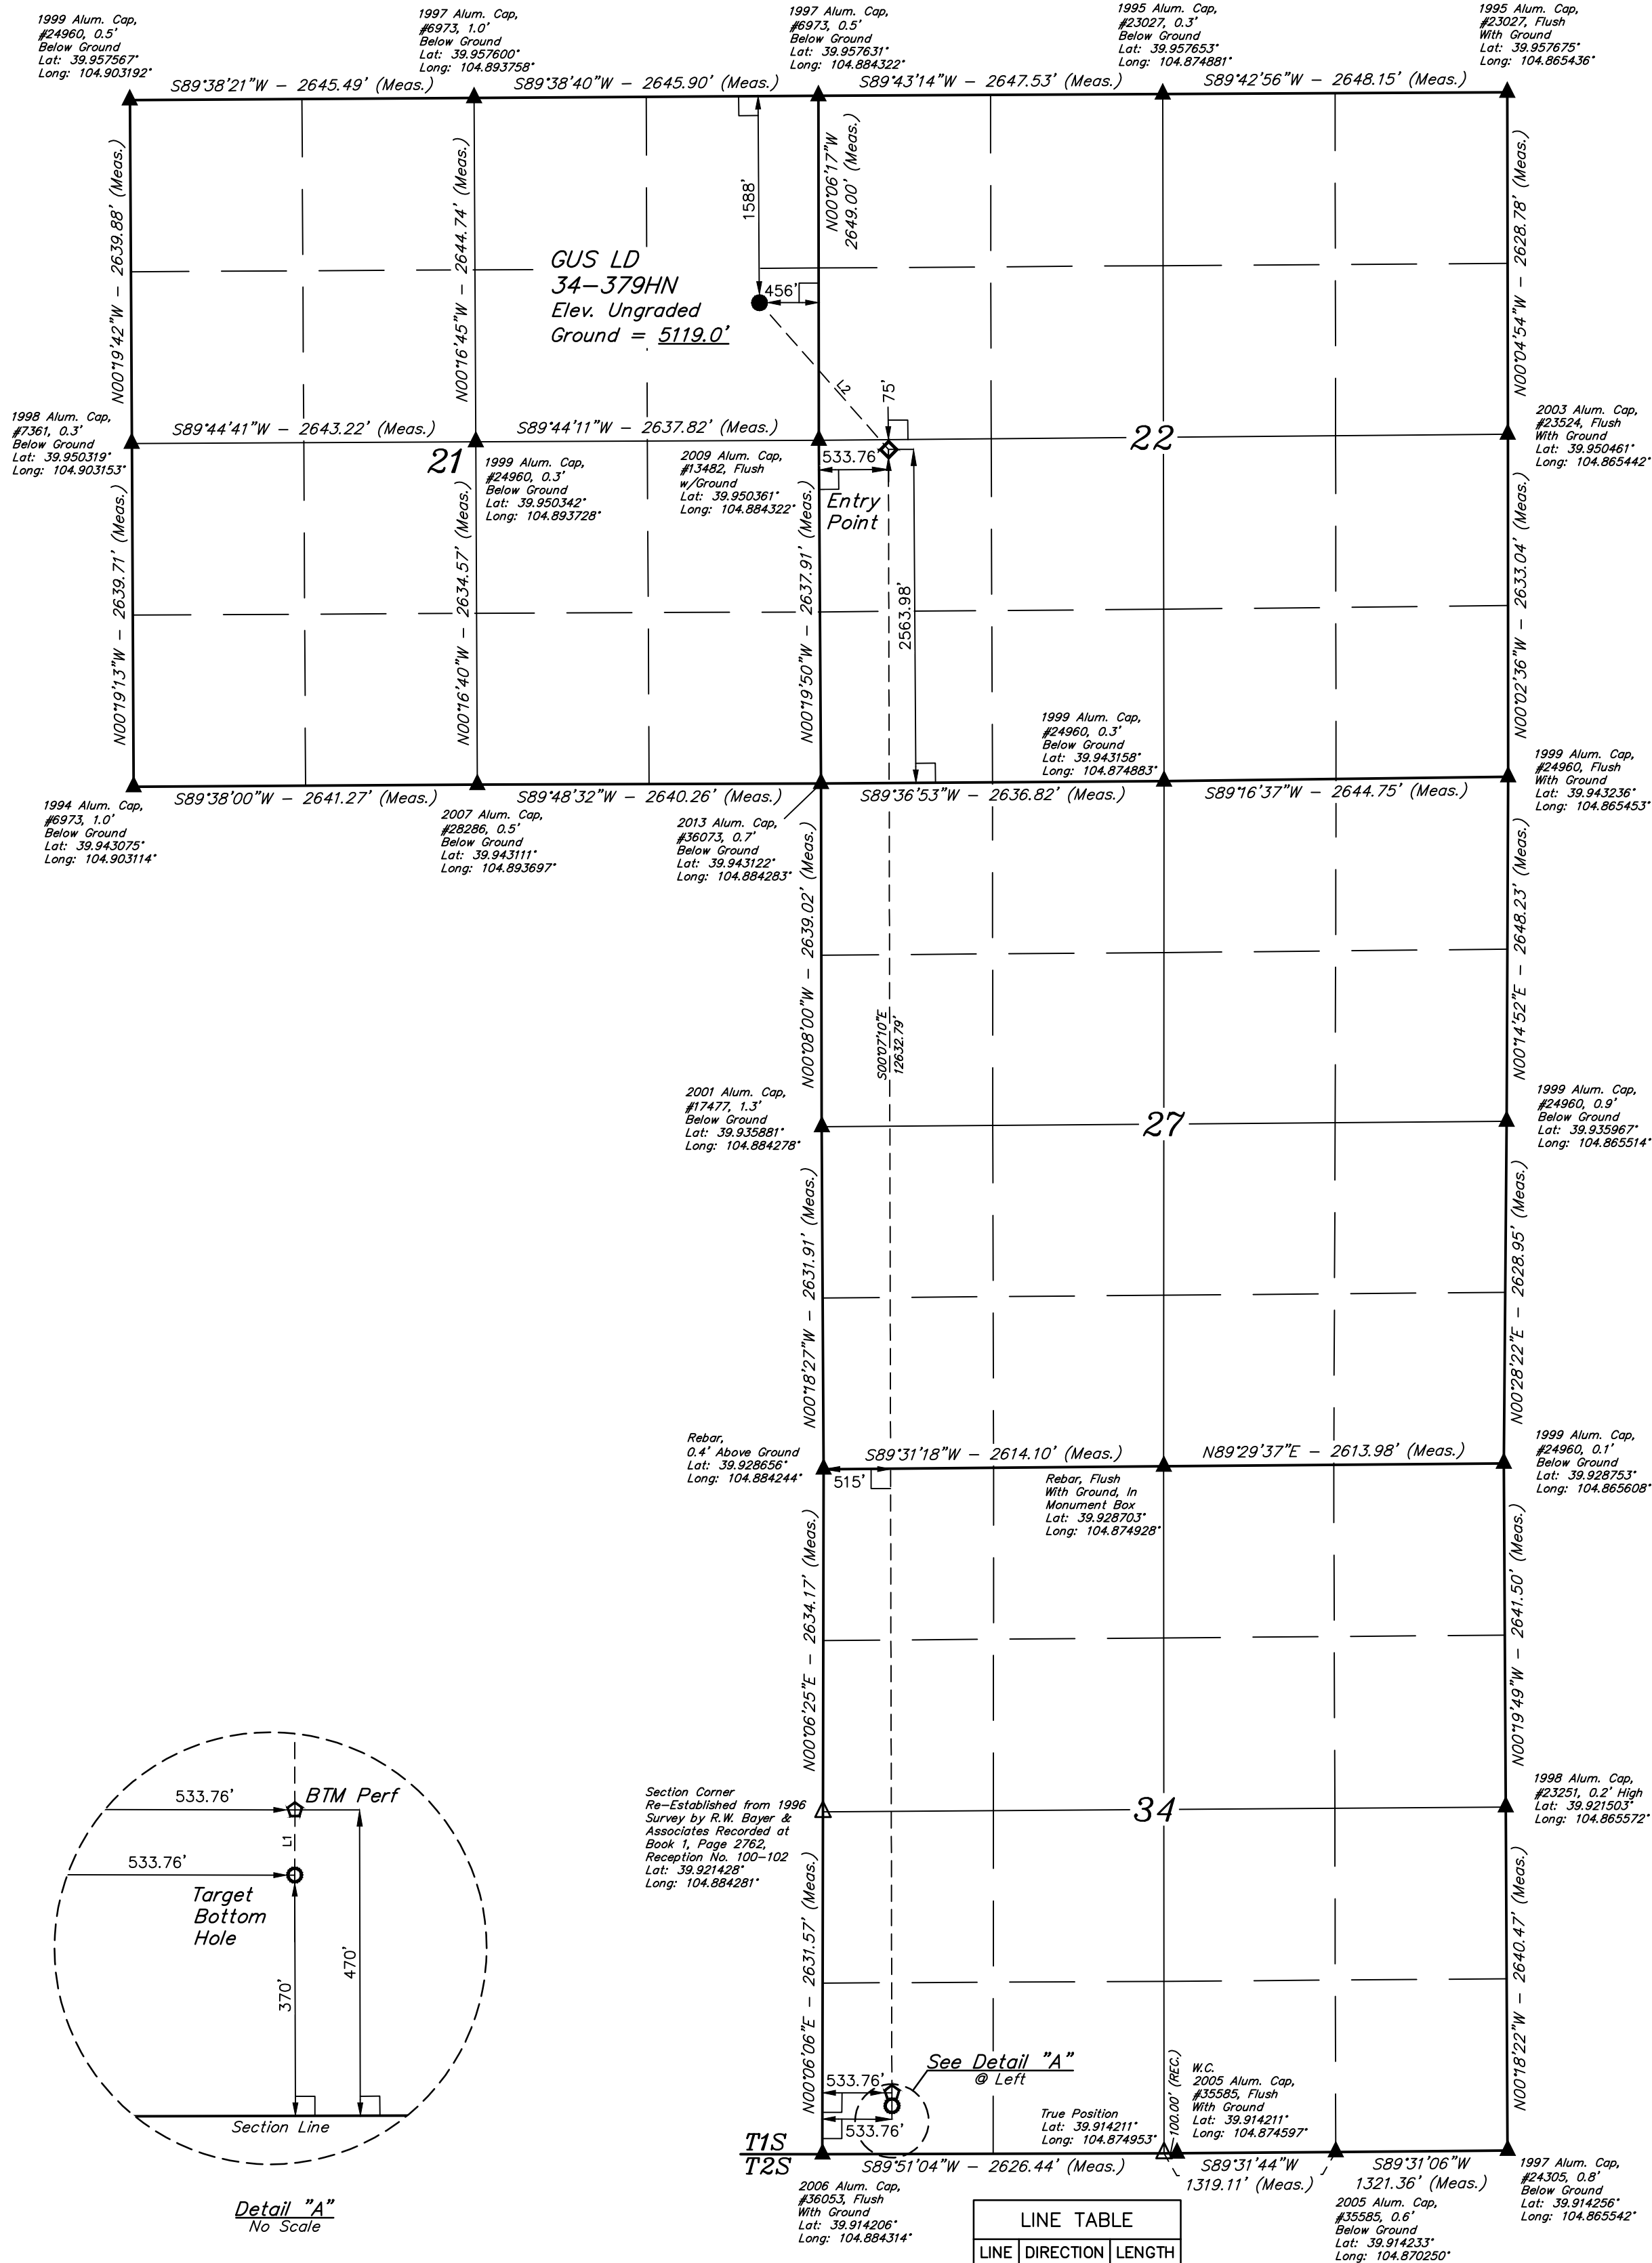 1999 Alum. Cap,
#24960, 0.5'
Below Ground
Lat: 39.957567°
Long: 104.903192°
1997 Alum. Cap,
#6973, 1.0'
Below Ground
Lat: 39.957600°
Long: 104.893758°
1997 Alum. Cap,
#6973, 0.5'
Below Ground
Lat: 39.957631°
Long: 104.884322°
1995 Alum. Cap,
#23027, 0.3'
Below Ground
Lat: 39.957653°
Long: 104.874881°
1995 Alum. Cap,
#23027, Flush
With Ground
Lat: 39.957675°
Long: 104.865436°
S89°38'21"W – 2645.49' (Meas.)
S89°38'40"W – 2645.90' (Meas.)
S89°43'14"W – 2647.53' (Meas.)
S89°42'56"W – 2648.15' (Meas.)
N00°19'42"W – 2639.88' (Meas.)
N00°16'45"W – 2644.74' (Meas.)
1588'
N00°06'17"W
2649.00' (Meas.)
N00°04'54"W – 2628.78' (Meas.)
GUS LD
34–379HN
Elev. Ungraded
Ground = 5119.0'
456'
L2
75'
1998 Alum. Cap,
#7361, 0.3'
Below Ground
Lat: 39.950319°
Long: 104.903153°
S89°44'41"W – 2643.22' (Meas.)
S89°44'11"W – 2637.82' (Meas.)
21
22
1999 Alum. Cap,
#24960, 0.3'
Below Ground
Lat: 39.950342°
Long: 104.893728°
2009 Alum. Cap,
#13482, Flush
w/Ground
Lat: 39.950361°
Long: 104.884322°
533.76'
Entry
Point
2003 Alum. Cap,
#23524, Flush
With Ground
Lat: 39.950461°
Long: 104.865442°
N00°19'13"W – 2639.71' (Meas.)
N00°16'40"W – 2634.57' (Meas.)
N00°19'50"W – 2637.91' (Meas.)
2563.98'
N00°02'36"W – 2633.04' (Meas.)
1999 Alum. Cap,
#24960, 0.3'
Below Ground
Lat: 39.943158°
Long: 104.874883°
1999 Alum. Cap,
#24960, Flush
With Ground
Lat: 39.943236°
Long: 104.865453°
S89°38'00"W – 2641.27' (Meas.)
S89°48'32"W – 2640.26' (Meas.)
S89°36'53"W – 2636.82' (Meas.)
S89°16'37"W – 2644.75' (Meas.)
1994 Alum. Cap,
#6973, 1.0'
Below Ground
Lat: 39.943075°
Long: 104.903114°
2007 Alum. Cap,
#28286, 0.5'
Below Ground
Lat: 39.943111°
Long: 104.893697°
2013 Alum. Cap,
#36073, 0.7'
Below Ground
Lat: 39.943122°
Long: 104.884283°
N00°08'00"W – 2639.02' (Meas.)
S00°07'10"E
12632.79'
N00°14'52"E – 2648.23' (Meas.)
2001 Alum. Cap,
#17477, 1.3'
Below Ground
Lat: 39.935881°
Long: 104.884278°
27
1999 Alum. Cap,
#24960, 0.9'
Below Ground
Lat: 39.935967°
Long: 104.865514°
N00°18'27"W – 2631.91' (Meas.)
N00°28'22"E – 2628.95' (Meas.)
Rebar,
0.4' Above Ground
Lat: 39.928656°
Long: 104.884244°
S89°31'18"W – 2614.10' (Meas.)
N89°29'37"E – 2613.98' (Meas.)
515'
Rebar, Flush
With Ground, In
Monument Box
Lat: 39.928703°
Long: 104.874928°
1999 Alum. Cap,
#24960, 0.1'
Below Ground
Lat: 39.928753°
Long: 104.865608°
N00°06'25"E – 2634.17' (Meas.)
N00°19'49"W – 2641.50' (Meas.)
Section Corner
Re–Established from 1996
Survey by R.W. Bayer &
Associates Recorded at
Book 1, Page 2762,
Reception No. 100–102
Lat: 39.921428°
Long: 104.884281°
34
1998 Alum. Cap,
#23251, 0.2' High
Lat: 39.921503°
Long: 104.865572°
N00°06'06"E – 2631.57' (Meas.)
N00°18'22"W – 2640.47' (Meas.)
533.76'
BTM Perf
L1
533.76'
Target
Bottom
Hole
370'
470'
Section Line
Detail "A"
No Scale
See Detail "A"
@ Left
533.76'
533.76'
True Position
Lat: 39.914211°
Long: 104.874953°
100.00' (REC.)
W.C.
2005 Alum. Cap,
#35585, Flush
With Ground
Lat: 39.914211°
Long: 104.874597°
T1S
T2S
S89°51'04"W – 2626.44' (Meas.)
S89°31'44"W
1319.11' (Meas.)
S89°31'06"W
1321.36' (Meas.)
2006 Alum. Cap,
#36053, Flush
With Ground
Lat: 39.914206°
Long: 104.884314°
2005 Alum. Cap,
#35585, 0.6'
Below Ground
Lat: 39.914233°
Long: 104.870250°
1997 Alum. Cap,
#24305, 0.8'
Below Ground
Lat: 39.914256°
Long: 104.865542°
LINE TABLE
LINE DIRECTION LENGTH